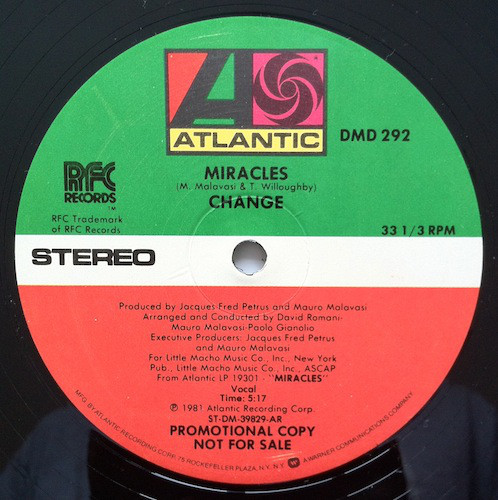 A
ATLANTIC
DMD 292
MIRACLES
(M. Malavasi & T. Willoughby)
CHANGE
RFC
RECORDS
TM
RFC Trademark
of RFC Records
33 1/3 RPM
STEREO
Produced by Jacques-Fred Petrus and Mauro Malavasi
Arranged and Conducted by David Romani-
Mauro Malavasi-Paolo Gianolio
Executive Producers: Jacques Fred Petrus
and Mauro Malavasi
For Little Macho Music Co., Inc., New York
Pub., Little Macho Music Co., Inc., ASCAP
From Atlantic LP 19301 - "MIRACLES"
Vocal
Time: 5:17
℗ 1981 Atlantic Recording Corp.
ST-DM-39829-AR
PROMOTIONAL COPY
NOT FOR SALE
MFG. BY ATLANTIC RECORDING CORP., 75 ROCKEFELLER PLAZA, N.Y. N.Y. A WARNER COMMUNICATIONS COMPANY